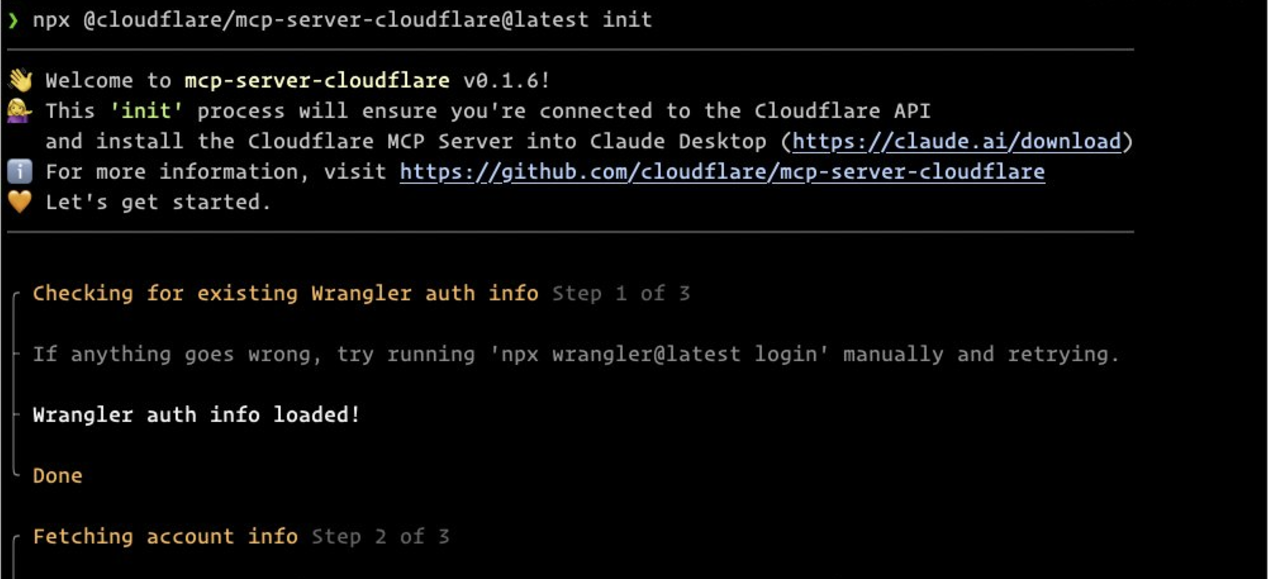 ❯ npx @cloudflare/mcp-server-cloudflare@latest init
👋 Welcome to mcp-server-cloudflare v0.1.6!
💁‍♀️ This 'init' process will ensure you're connected to the Cloudflare API
and install the Cloudflare MCP Server into Claude Desktop (https://claude.ai/download)
ℹ️ For more information, visit https://github.com/cloudflare/mcp-server-cloudflare
🧡 Let's get started.
Checking for existing Wrangler auth info Step 1 of 3
If anything goes wrong, try running 'npx wrangler@latest login' manually and retrying.
Wrangler auth info loaded!
Done
Fetching account info Step 2 of 3